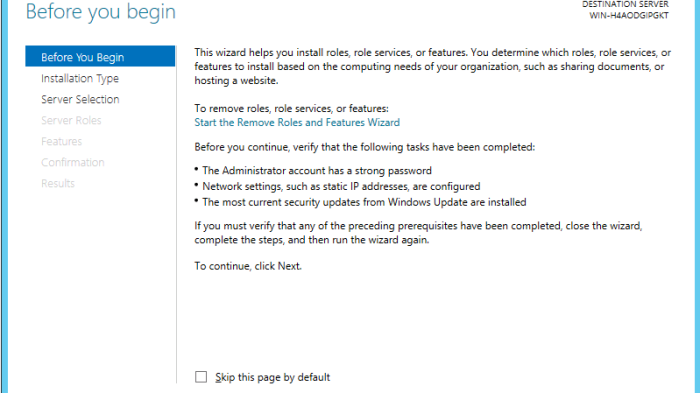 Before you begin
DESTINATION SERVER
WIN-H4AODGIPGKT
Before You Begin
Installation Type
Server Selection
Server Roles
Features
Confirmation
Results
This wizard helps you install roles, role services, or features. You determine which roles, role services, or
features to install based on the computing needs of your organization, such as sharing documents, or
hosting a website.
To remove roles, role services, or features:
Start the Remove Roles and Features Wizard
Before you continue, verify that the following tasks have been completed:
• The Administrator account has a strong password
• Network settings, such as static IP addresses, are configured
• The most current security updates from Windows Update are installed
If you must verify that any of the preceding prerequisites have been completed, close the wizard,
complete the steps, and then run the wizard again.
To continue, click Next.
Skip this page by default